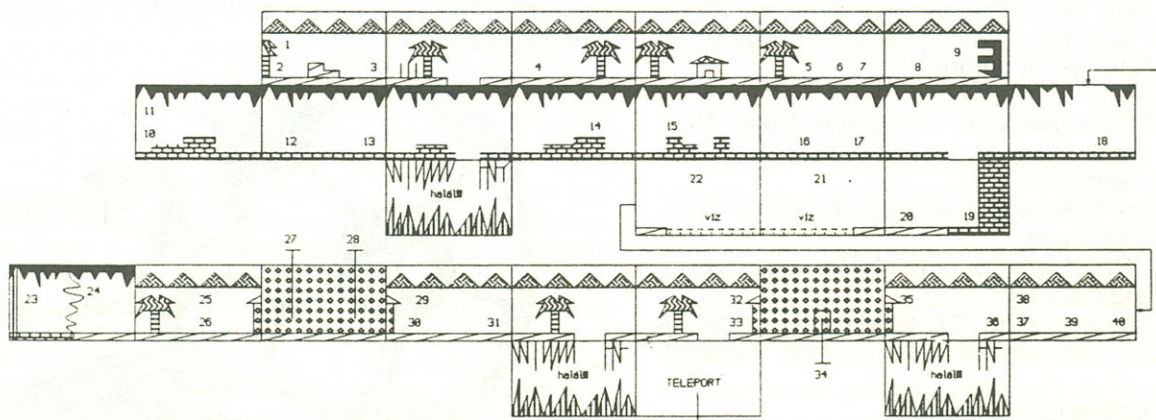 1 9
2 3 4 5 6 7 8
11
10 14 15
12 13 16 17 18
halál!!! 22 21
víz víz 20 19
27 28
23 24 25 29 32 35 38
26 30 31 33 36 37 39 40
halál!!! TELEPORT 34 halál!!!